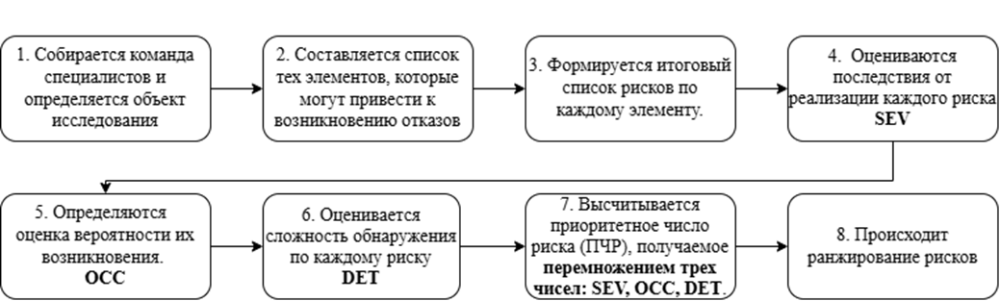 1. Собирается команда
специалистов и
определяется объект
исследования
2. Составляется список
тех элементов, которые
могут привести к
возникновению отказов
3. Формируется итоговый
список рисков по
каждому элементу.
4. Оцениваются
последствия от
реализации каждого риска
SEV
5. Определяются
оценка вероятности их
возникновения.
OCC
6. Оценивается
сложность обнаружения
по каждому риску
DET
7. Высчитывается
приоритетное число
риска (ПЧР), получаемое
перемножением трех
чисел: SEV, OCC, DET.
8. Происходит
ранжирование рисков